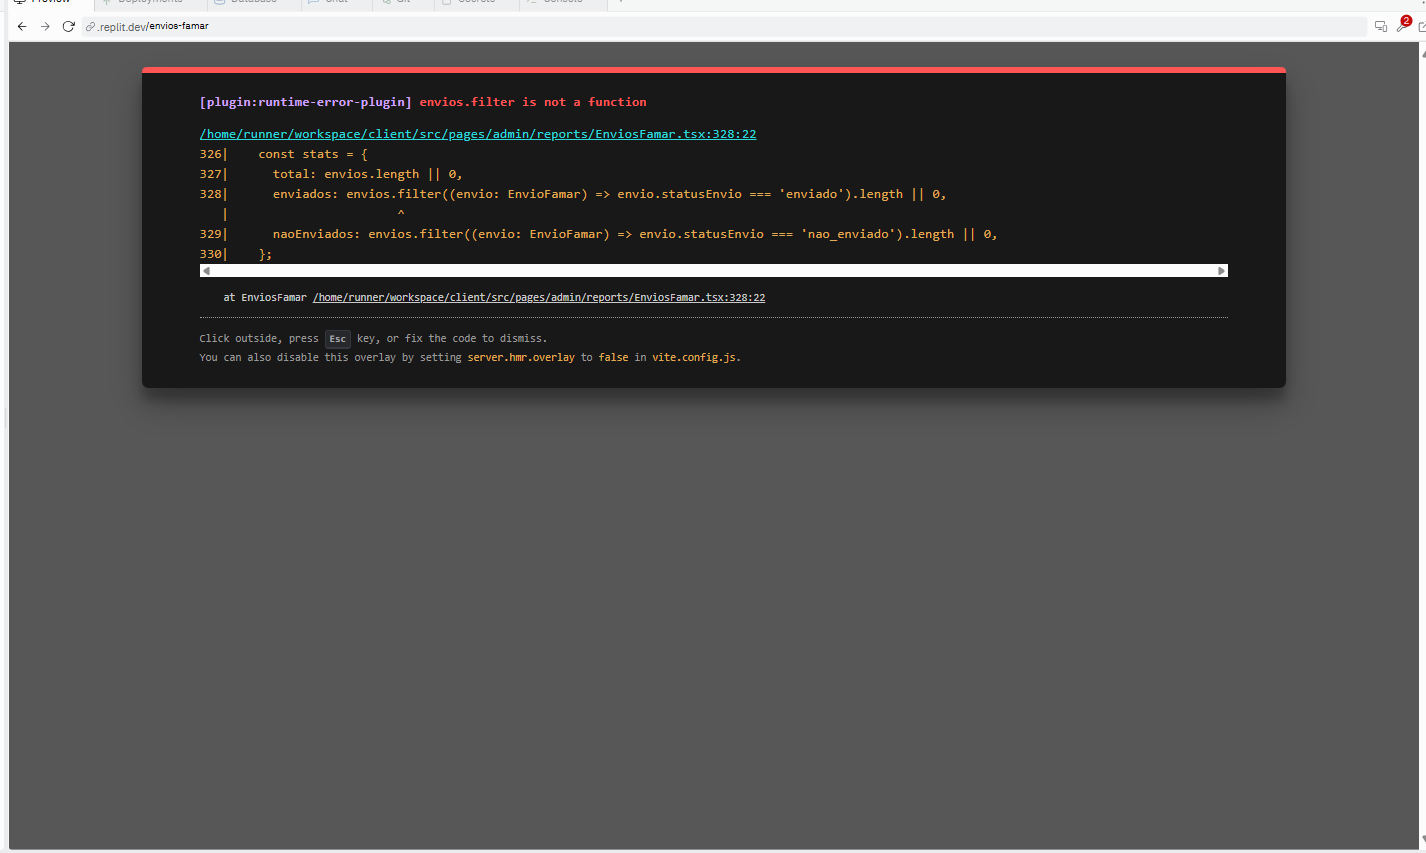 .replit.dev/envios-famar
2
[plugin:runtime-error-plugin] envios.filter is not a function
/home/runner/workspace/client/src/pages/admin/reports/EnviosFamar.tsx:328:22
326|    const stats = {
327|      total: envios.length || 0,
328|      enviados: envios.filter((envio: EnvioFamar) => envio.statusEnvio === 'enviado').length || 0,
|                       ^
329|      naoEnviados: envios.filter((envio: EnvioFamar) => envio.statusEnvio === 'nao_enviado').length || 0,
330|    };
at EnviosFamar /home/runner/workspace/client/src/pages/admin/reports/EnviosFamar.tsx:328:22
Click outside, press Esc key, or fix the code to dismiss.
You can also disable this overlay by setting server.hmr.overlay to false in vite.config.js.